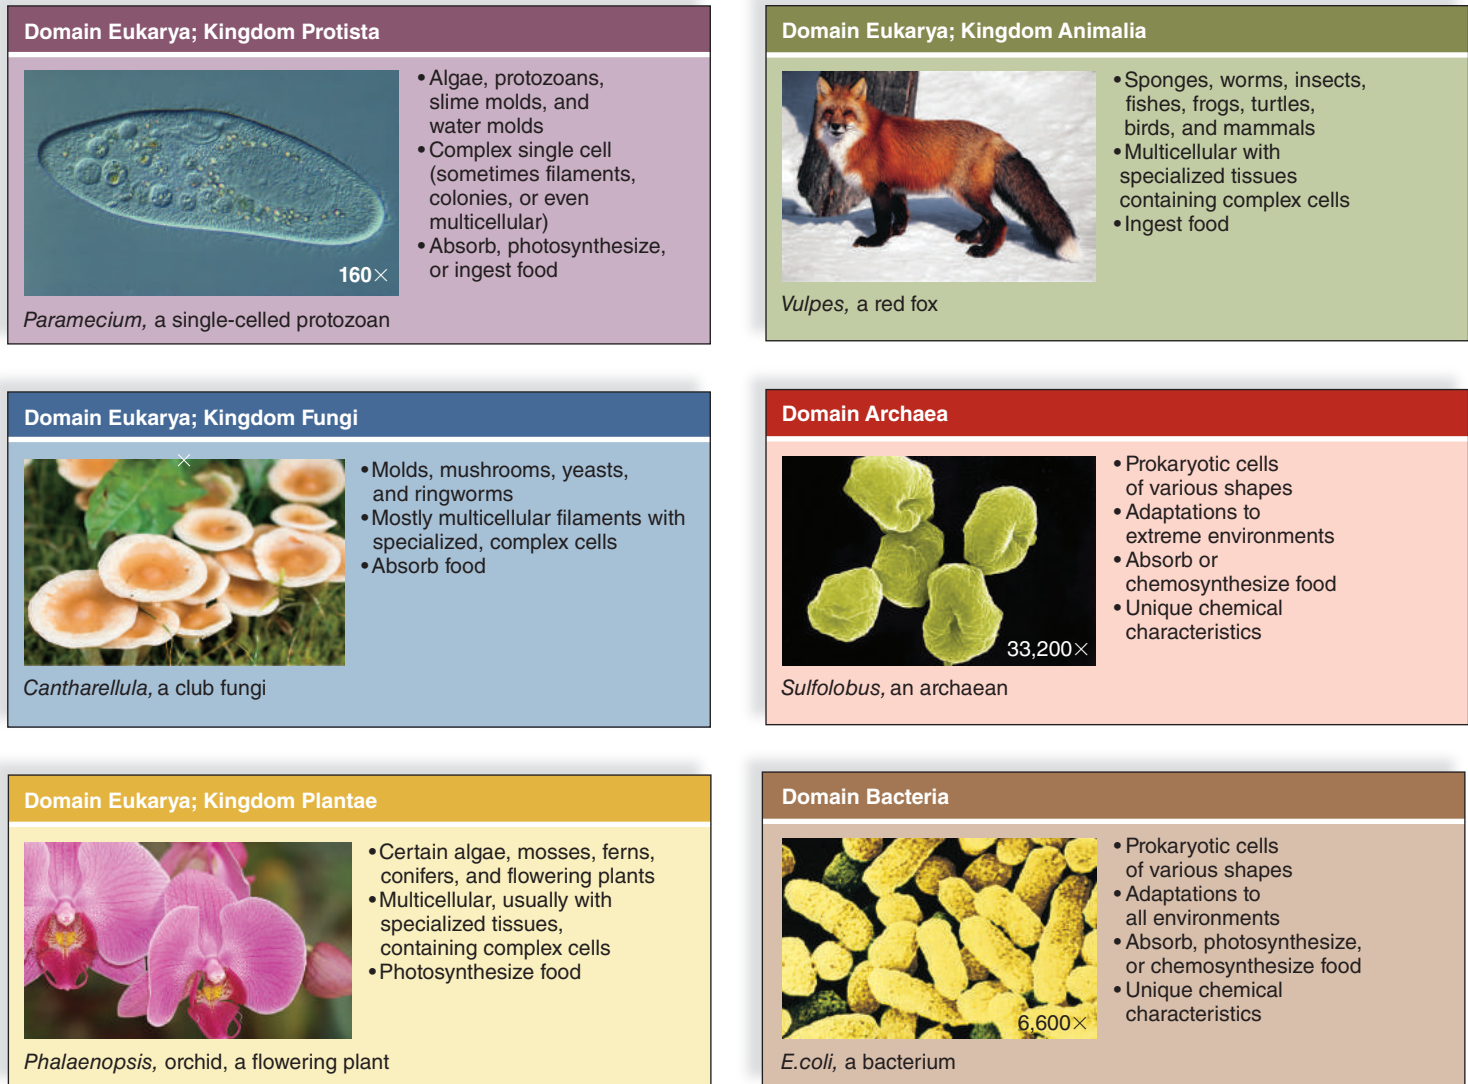 Domain Eukarya; Kingdom Protista
• Algae, protozoans,
slime molds, and
water molds
• Complex single cell
(sometimes filaments,
colonies, or even
multicellular)
• Absorb, photosynthesize,
or ingest food
160×
Paramecium, a single-celled protozoan
Domain Eukarya; Kingdom Animalia
• Sponges, worms, insects,
fishes, frogs, turtles,
birds, and mammals
• Multicellular with
specialized tissues
containing complex cells
• Ingest food
Vulpes, a red fox
Domain Eukarya; Kingdom Fungi
×
• Molds, mushrooms, yeasts,
and ringworms
• Mostly multicellular filaments with
specialized, complex cells
• Absorb food
Cantharellula, a club fungi
Domain Archaea
• Prokaryotic cells
of various shapes
• Adaptations to
extreme environments
• Absorb or
chemosynthesize food
• Unique chemical
characteristics
33,200×
Sulfolobus, an archaean
Domain Eukarya; Kingdom Plantae
• Certain algae, mosses, ferns,
conifers, and flowering plants
• Multicellular, usually with
specialized tissues,
containing complex cells
• Photosynthesize food
Phalaenopsis, orchid, a flowering plant
Domain Bacteria
• Prokaryotic cells
of various shapes
• Adaptations to
all environments
• Absorb, photosynthesize,
or chemosynthesize food
• Unique chemical
characteristics
6,600×
E.coli, a bacterium